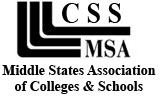 CSS
MSA
Middle States Association
of Colleges & Schools